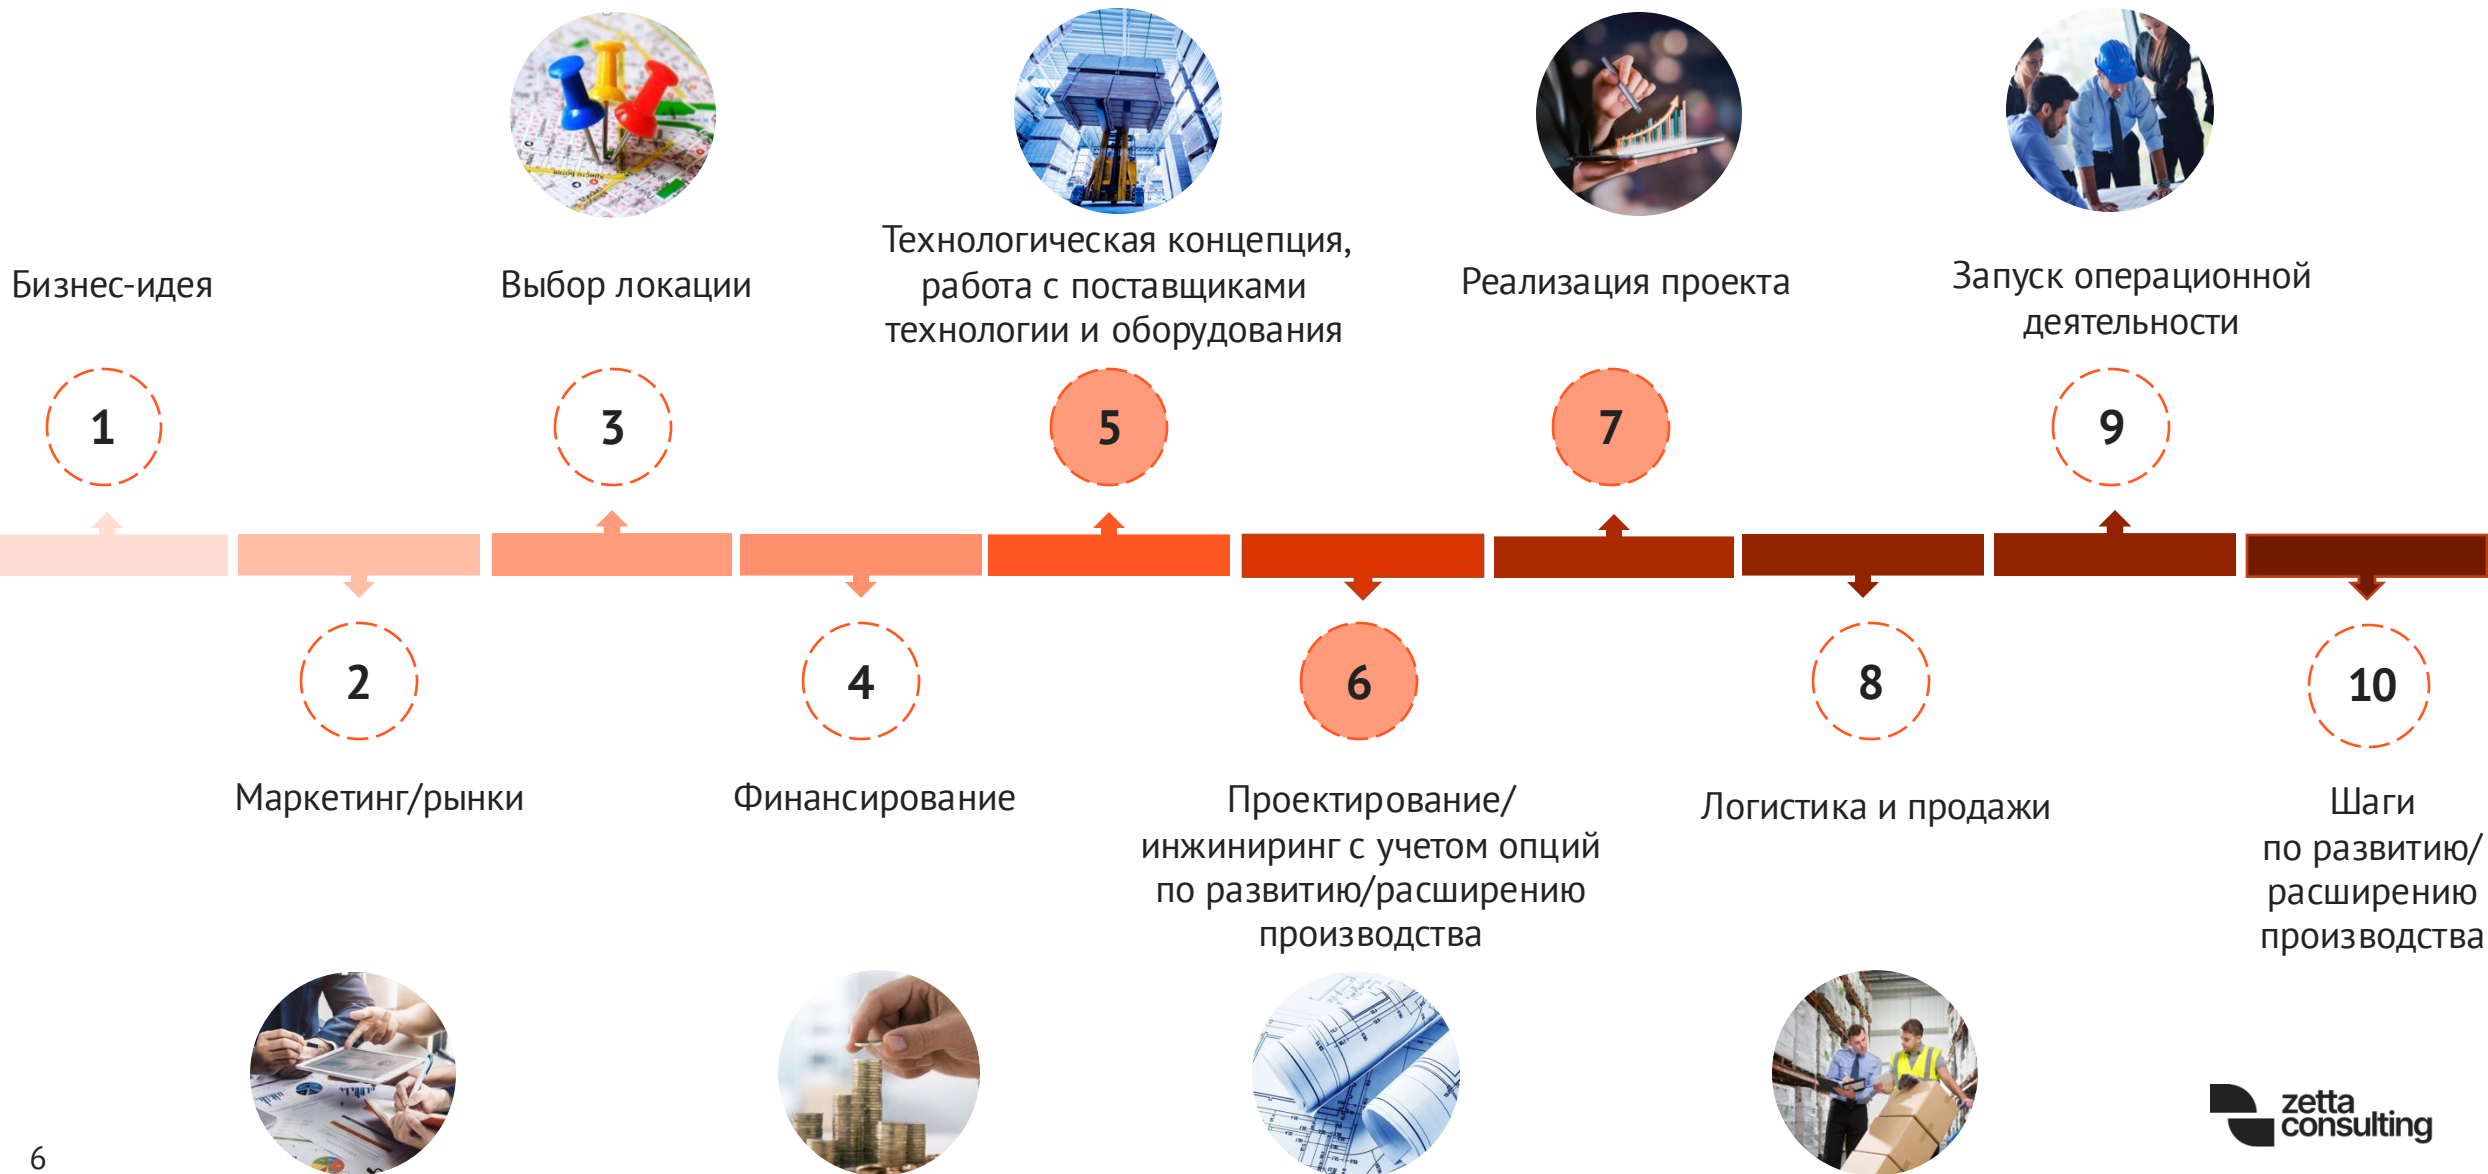 Бизнес-идея
1
Маркетинг/рынки
2
Выбор локации
3
Финансирование
4
Технологическая концепция,
работа с поставщиками
технологии и оборудования
5
Проектирование/
инжиниринг с учетом опций
по развитию/расширению
производства
6
Реализация проекта
7
Логистика и продажи
8
Запуск операционной
деятельности
9
Шаги
по развитию/
расширению
производства
10
zetta
consulting
6